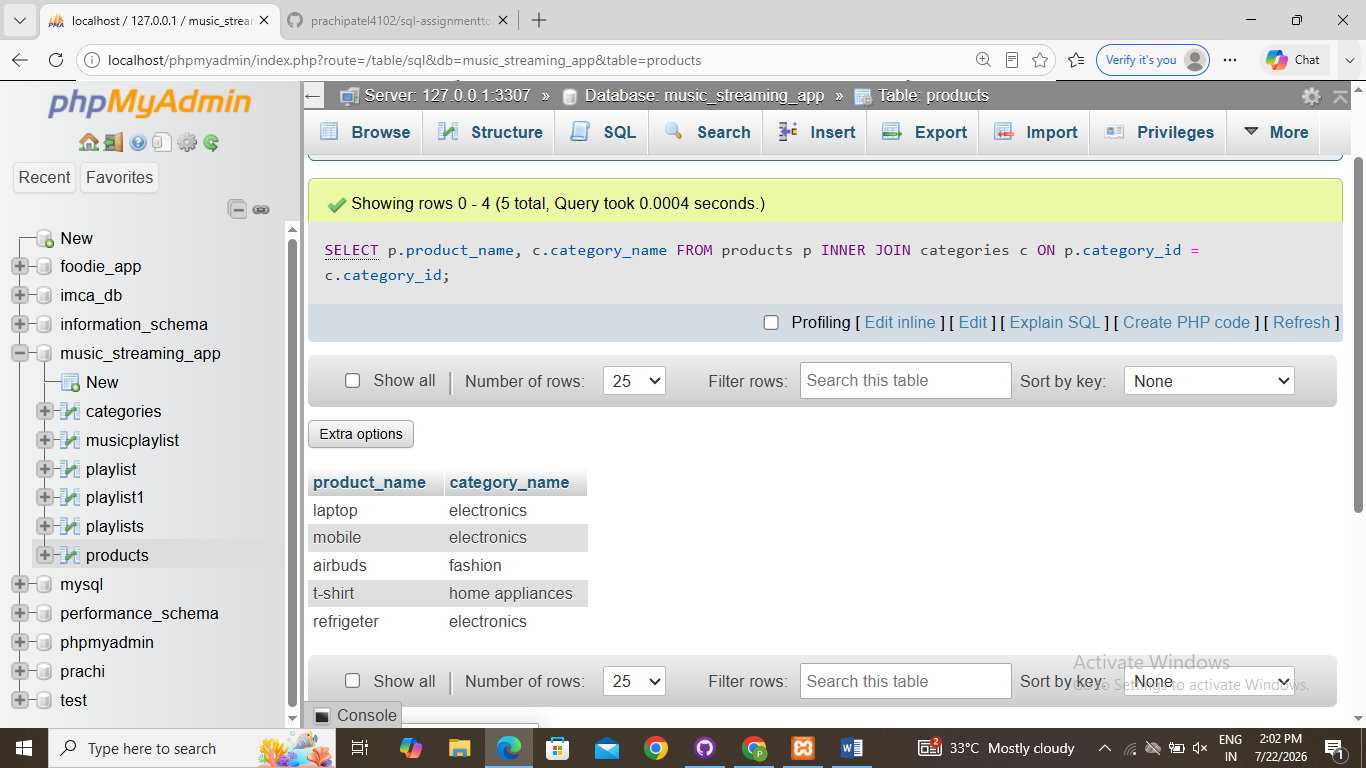 localhost / 127.0.0.1 / music_strea
prachipatel4102/sql-assignmentto
localhost/phpmyadmin/index.php?route=/table/sql&db=music_streaming_app&table=products
Verify it's you
Chat
phpMyAdmin
Recent
Favorites
New
foodie_app
imca_db
information_schema
music_streaming_app
New
categories
musicplaylist
playlist
playlist1
playlists
products
mysql
performance_schema
phpmyadmin
prachi
test
Server: 127.0.0.1:3307 » Database: music_streaming_app » Table: products
Browse Structure SQL Search Insert Export Import Privileges More
Showing rows 0 - 4 (5 total, Query took 0.0004 seconds.)
SELECT p.product_name, c.category_name FROM products p INNER JOIN categories c ON p.category_id =
c.category_id;
Profiling [ Edit inline ] [ Edit ] [ Explain SQL ] [ Create PHP code ] [ Refresh ]
Show all Number of rows: 25 Filter rows: Search this table Sort by key: None
Extra options
product_name category_name
laptop electronics
mobile electronics
airbuds fashion
t-shirt home appliances
refrigeter electronics
Show all Number of rows: 25 Filter rows: Search this table Sort by key: None
Activate Windows
Go to Settings to activate Windows.
Console
Type here to search
33°C Mostly cloudy
ENG
IN
2:02 PM
7/22/2026